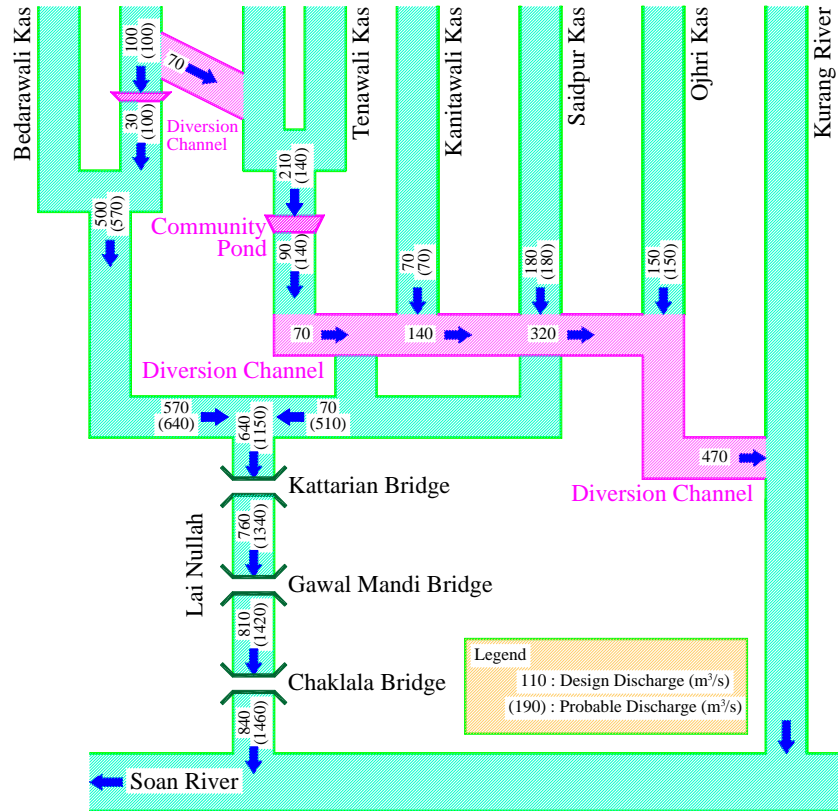 Bedarawali Kas
100
(100)
70
Diversion
Channel
30
(100)
Tenawali Kas
Kanitawali Kas
Saidpur Kas
Ojhri Kas
Kurang River
210
(140)
500
(570)
Community
Pond
90
(140)
70
(70)
180
(180)
150
(150)
70
140
320
Diversion Channel
570
(640)
70
(510)
640
(1150)
470
Diversion Channel
Kattarian Bridge
Lai Nullah
760
(1340)
Gawal Mandi Bridge
810
(1420)
Chaklala Bridge
840
(1460)
Legend
110 : Design Discharge (m³/s)
(190) : Probable Discharge (m³/s)
Soan River